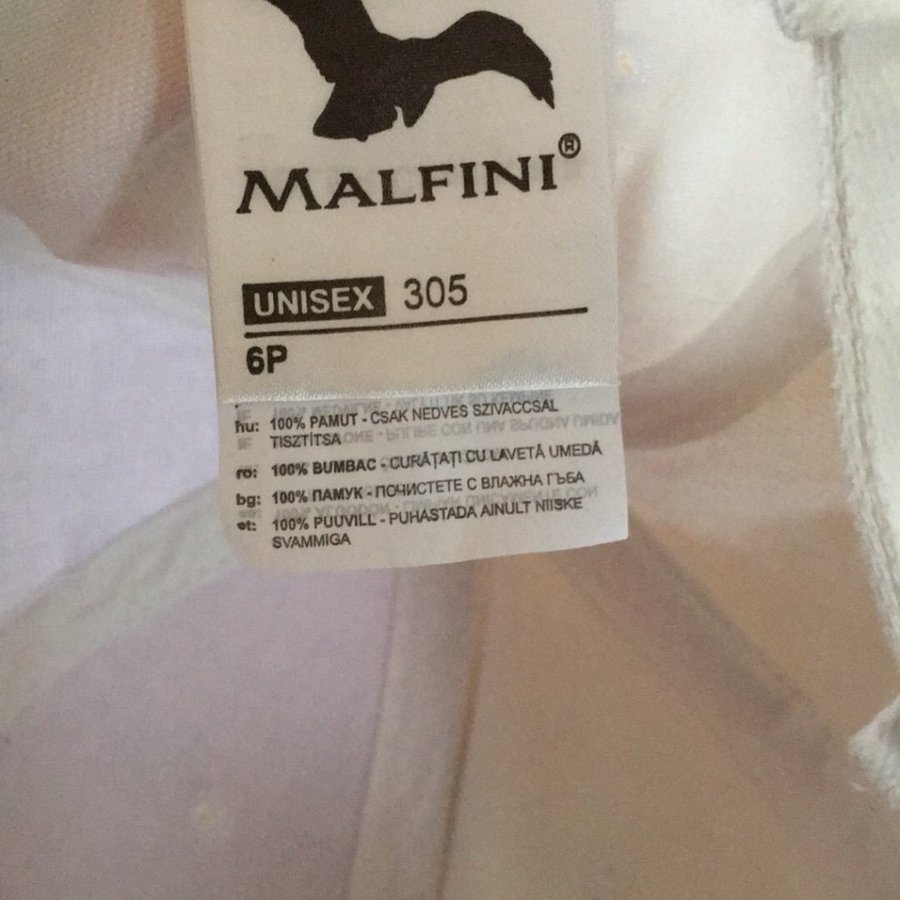 MALFINI®
UNISEX 305
6P
hu: 100% PAMUT - CSAK NEDVES SZIVACCSAL
TISZTÍTSA
ro: 100% BUMBAC - CURĂȚAȚI CU LAVETĂ UMEDĂ
bg: 100% ПАМУК - ПОЧИСТЕТЕ С ВЛАЖНА ГЪБА
et: 100% PUUVILL - PUHASTADA AINULT NIISKE
SVAMMIGA